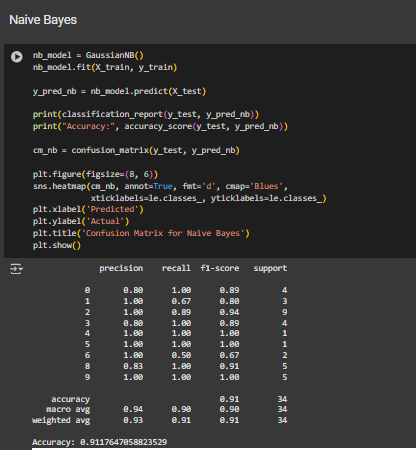 Naive Bayes
nb_model = GaussianNB()
nb_model.fit(X_train, y_train)
y_pred_nb = nb_model.predict(X_test)
print(classification_report(y_test, y_pred_nb))
print("Accuracy:", accuracy_score(y_test, y_pred_nb))
cm_nb = confusion_matrix(y_test, y_pred_nb)
plt.figure(figsize=(8, 6))
sns.heatmap(cm_nb, annot=True, fmt='d', cmap='Blues',
xticklabels=le.classes_, yticklabels=le.classes_)
plt.xlabel('Predicted')
plt.ylabel('Actual')
plt.title('Confusion Matrix for Naive Bayes')
plt.show()
precision recall f1-score support
0 0.80 1.00 0.89 4
1 1.00 0.67 0.80 3
2 1.00 0.89 0.94 9
3 0.80 1.00 0.89 4
4 1.00 1.00 1.00 1
5 1.00 1.00 1.00 1
6 1.00 0.50 0.67 2
8 0.83 1.00 0.91 5
9 1.00 1.00 1.00 5
accuracy 0.91 34
macro avg 0.94 0.90 0.90 34
weighted avg 0.93 0.91 0.91 34
Accuracy: 0.9117647058823529